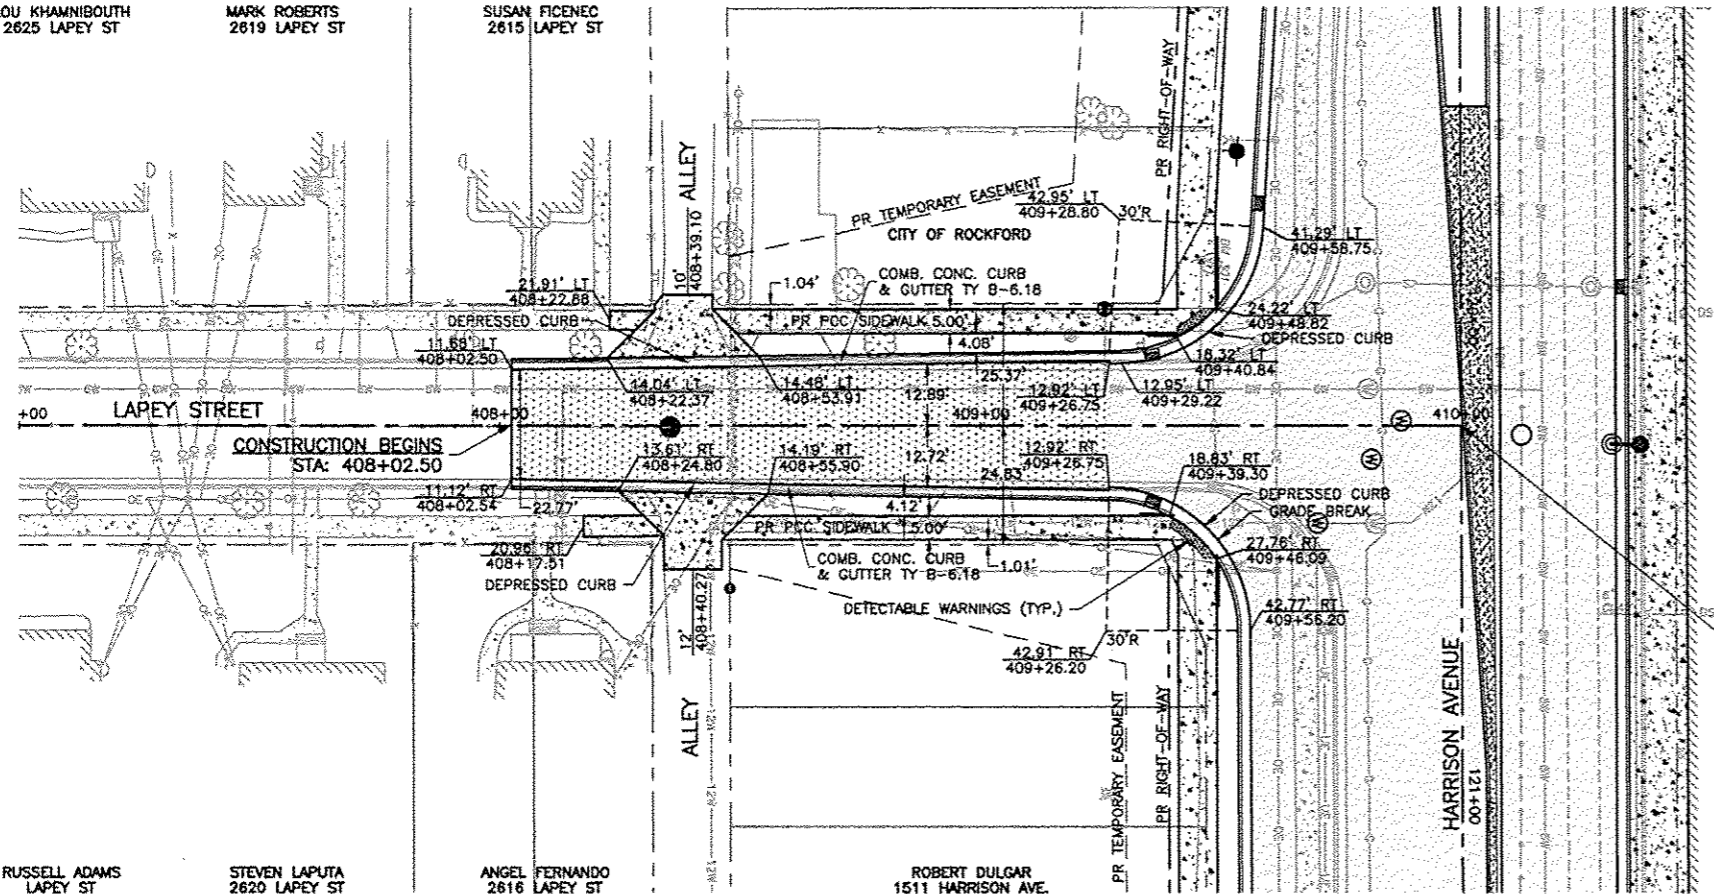 OU KHAMNIBOUTH
2625 LAPEY ST
MARK ROBERTS
2619 LAPEY ST
SUSAN FICENEC
2615 LAPEY ST
PR RIGHT-OF-WAY
10' ALLEY
408+39.10
PR TEMPORARY EASEMENT
CITY OF ROCKFORD
42.95' LT
409+28.80
30'R
41.29' LT
409+58.75
21.91' LT
408+22.88
COMB. CONC. CURB
& GUTTER TY B-6.18
1.04'
DEPRESSED CURB
PR PCC SIDEWALK 5.00'
24.22' LT
409+48.82
DEPRESSED CURB
11.68' LT
408+02.50
4.08'
18.32' LT
409+40.84
14.04' LT
408+22.37
14.48' LT
408+53.91
12.89'
25.37'
12.92' LT
409+26.75
12.95' LT
409+29.22
+00
LAPEY STREET
408+00
409+00
410+00
CONSTRUCTION BEGINS
STA: 408+02.50
13.61' RT
408+24.80
14.19' RT
408+55.90
12.72'
24.83'
12.92' RT
409+26.75
18.83' RT
409+39.30
11.12' RT
408+02.54
22.77'
4.12'
DEPRESSED CURB
GRADE BREAK
PR PCC SIDEWALK 5.00'
20.96' RT
408+17.51
COMB. CONC. CURB
& GUTTER TY B-6.18
1.01'
27.76' RT
409+46.09
DEPRESSED CURB
DETECTABLE WARNINGS (TYP.)
12'
408+40.27
42.77' RT
409+56.20
42.91' RT
409+26.20
30'R
ALLEY
PR TEMPORARY EASEMENT
PR RIGHT-OF-WAY
HARRISON AVENUE
121+00
RUSSELL ADAMS
LAPEY ST
STEVEN LAPUTA
2620 LAPEY ST
ANGEL FERNANDO
2616 LAPEY ST
ROBERT DULGAR
1511 HARRISON AVE.